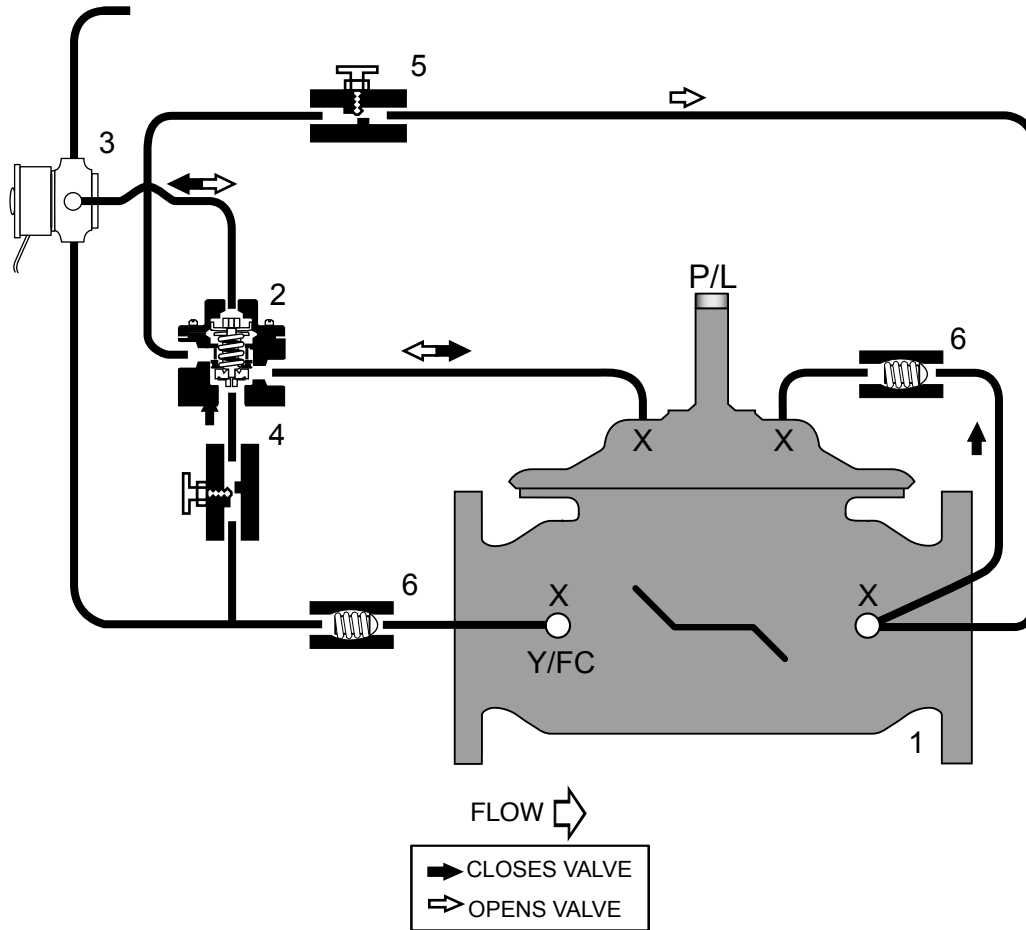 5
3
2
P/L
6
4
X X
6
X X
Y/FC
1
FLOW
CLOSES VALVE
OPENS VALVE